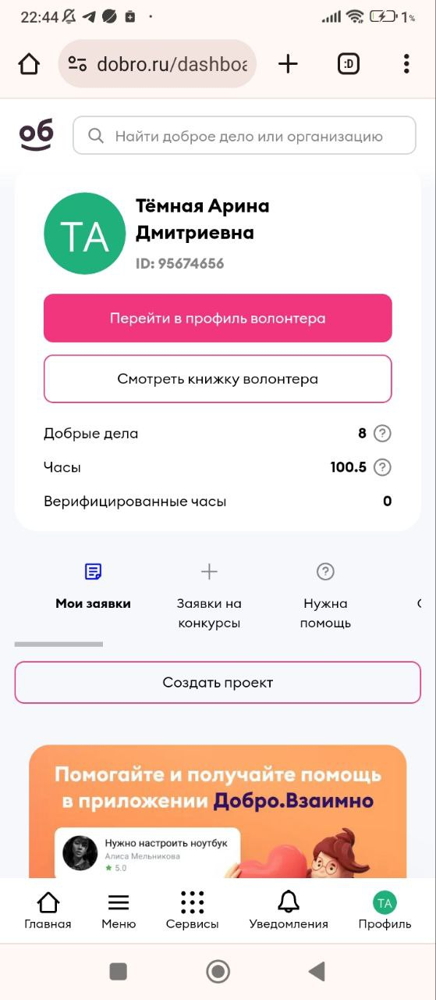 22:44 1%
dobro.ru/dashboa :D
об Найти доброе дело или организацию
ТА
Тёмная Арина
Дмитриевна
ID: 95674656
Перейти в профиль волонтера
Смотреть книжку волонтера
Добрые дела 8 ?
Часы 100.5 ?
Верифицированные часы 0
Мои заявки
Заявки на
конкурсы
?
Нужна
помощь
Создать проект
Помогайте и получайте помощь
в приложении Добро.Взаимно
Нужно настроить ноутбук
Алиса Мельникова
5.0
ТА
Главная Меню Сервисы Уведомления Профиль